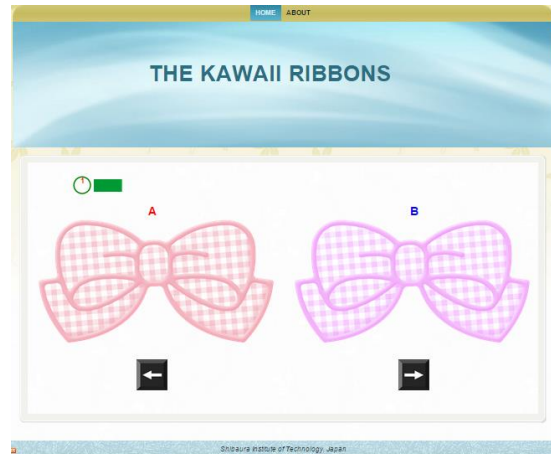 HOME ABOUT
THE KAWAII RIBBONS
A B
Shibaura Institute of Technology, Japan